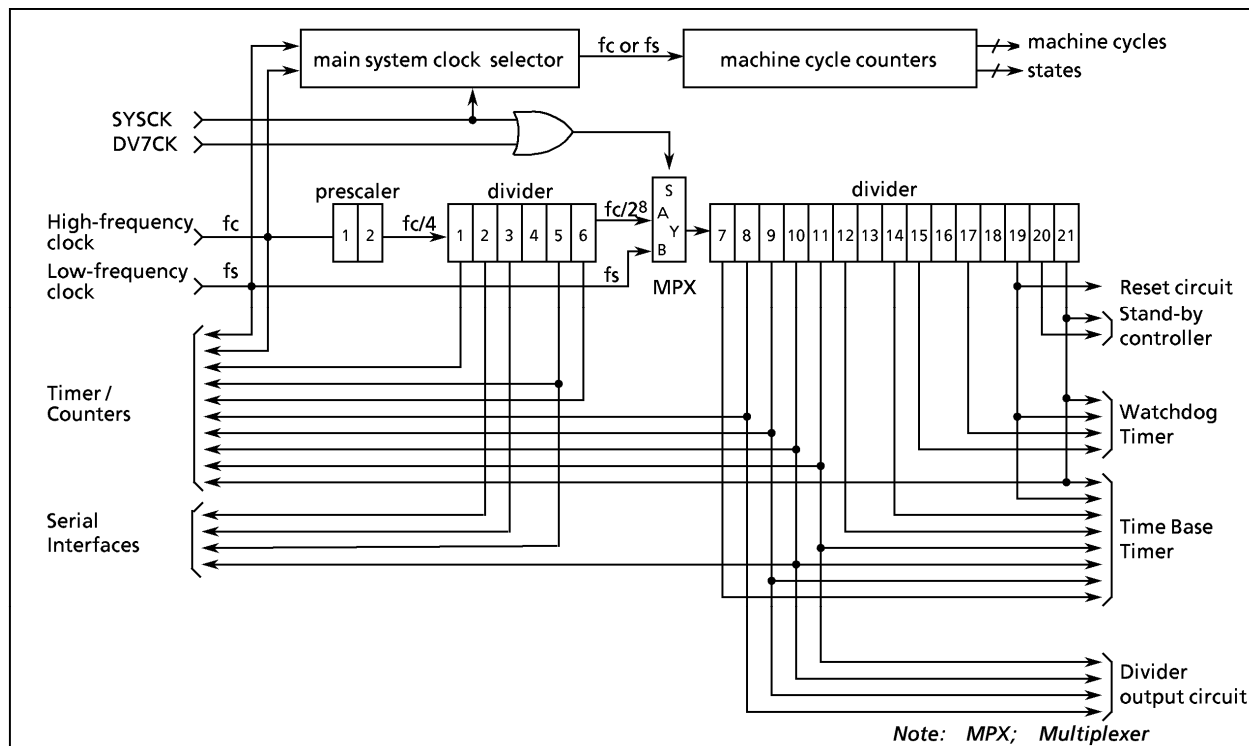 main system clock selector
fc or fs
machine cycle counters
machine cycles
states
SYSCK
DV7CK
prescaler
divider
divider
S
A
Y
B
MPX
High-frequency
clock
fc
1 2
fc/4
1 2 3 4 5 6
fc/2⁸
7 8 9 10 11 12 13 14 15 16 17 18 19 20 21
Low-frequency
clock
fs
fs
Reset circuit
Stand-by
controller
Timer /
Counters
Watchdog
Timer
Serial
Interfaces
Time Base
Timer
Divider
output circuit
Note: MPX; Multiplexer